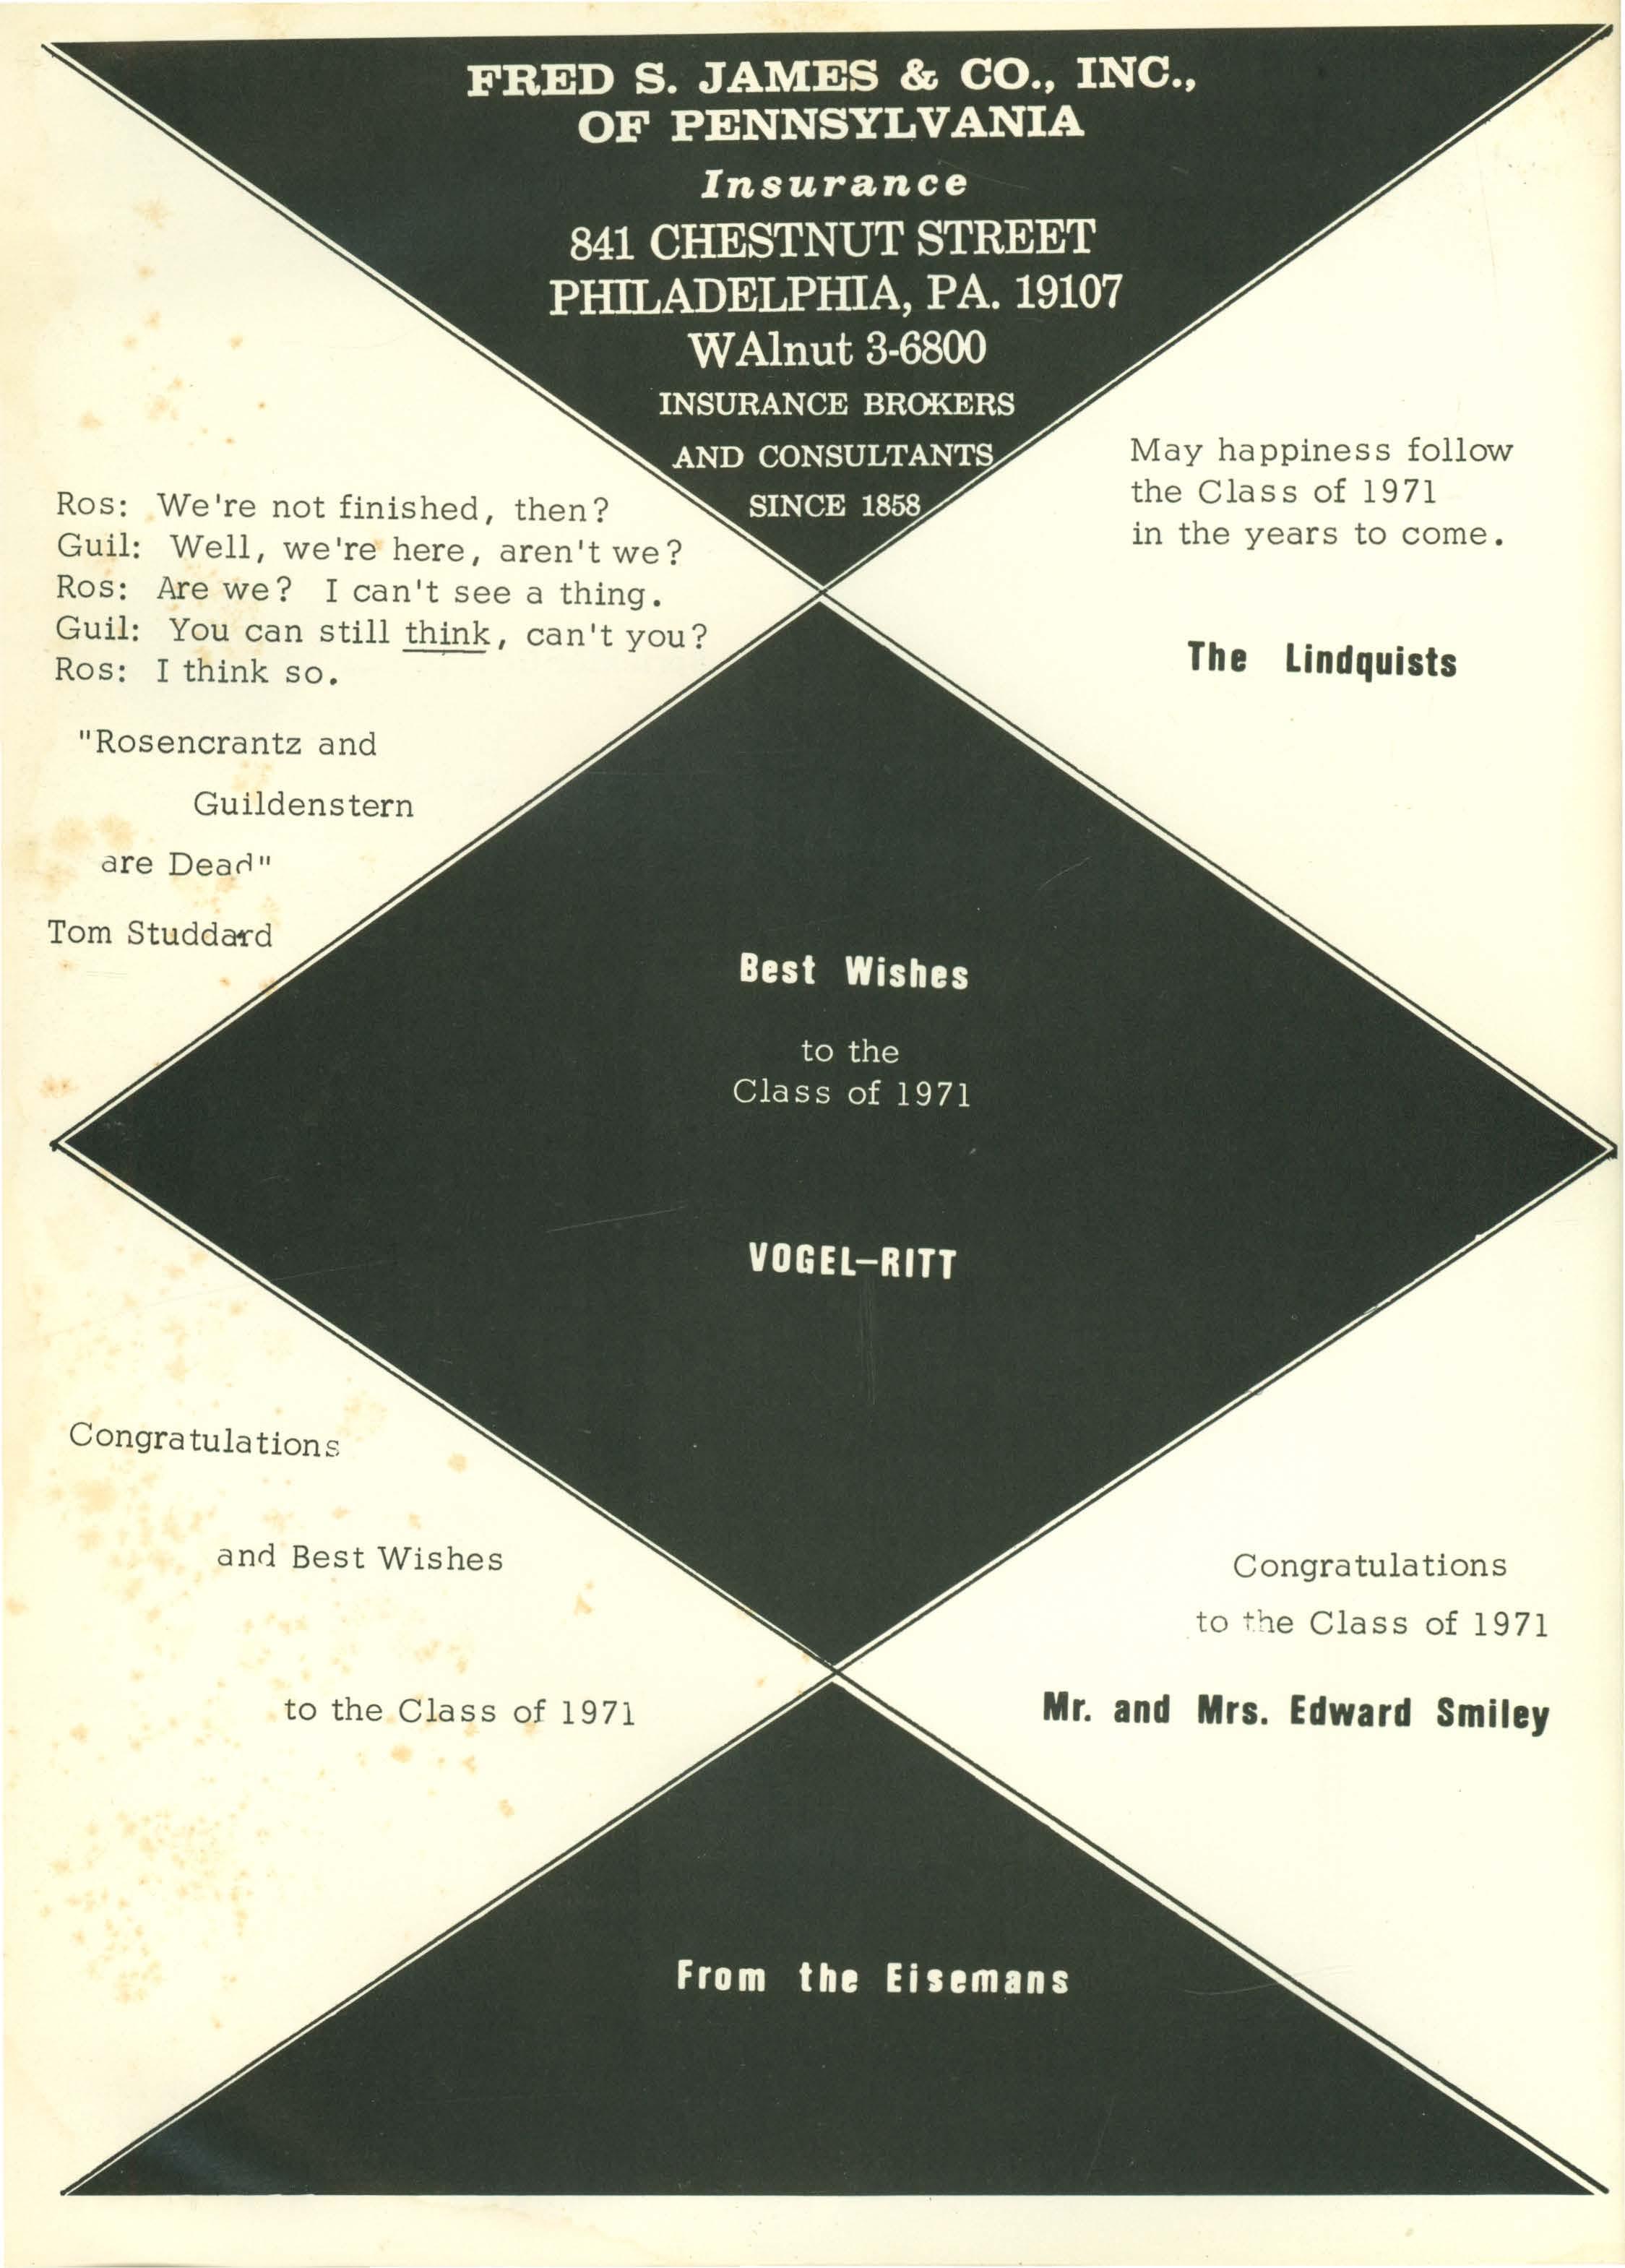 FRED S. JAMES & CO., INC.,
OF PENNSYLVANIA
Insurance
841 CHESTNUT STREET
PHILADELPHIA, PA. 19107
WAlnut 3-6800
INSURANCE BROKERS
AND CONSULTANTS
SINCE 1858
Ros: We're not finished, then?
Guil: Well, we're here, aren't we?
Ros: Are we? I can't see a thing.
Guil: You can still think, can't you?
Ros: I think so.
"Rosencrantz and
Guildenstern
are Dead"
Tom Studdard
May happiness follow
the Class of 1971
in the years to come.
The Lindquists
Best Wishes
to the
Class of 1971
VOGEL-RITT
Congratulations
and Best Wishes
to the Class of 1971
Congratulations
to the Class of 1971
Mr. and Mrs. Edward Smiley
From the Eisemans